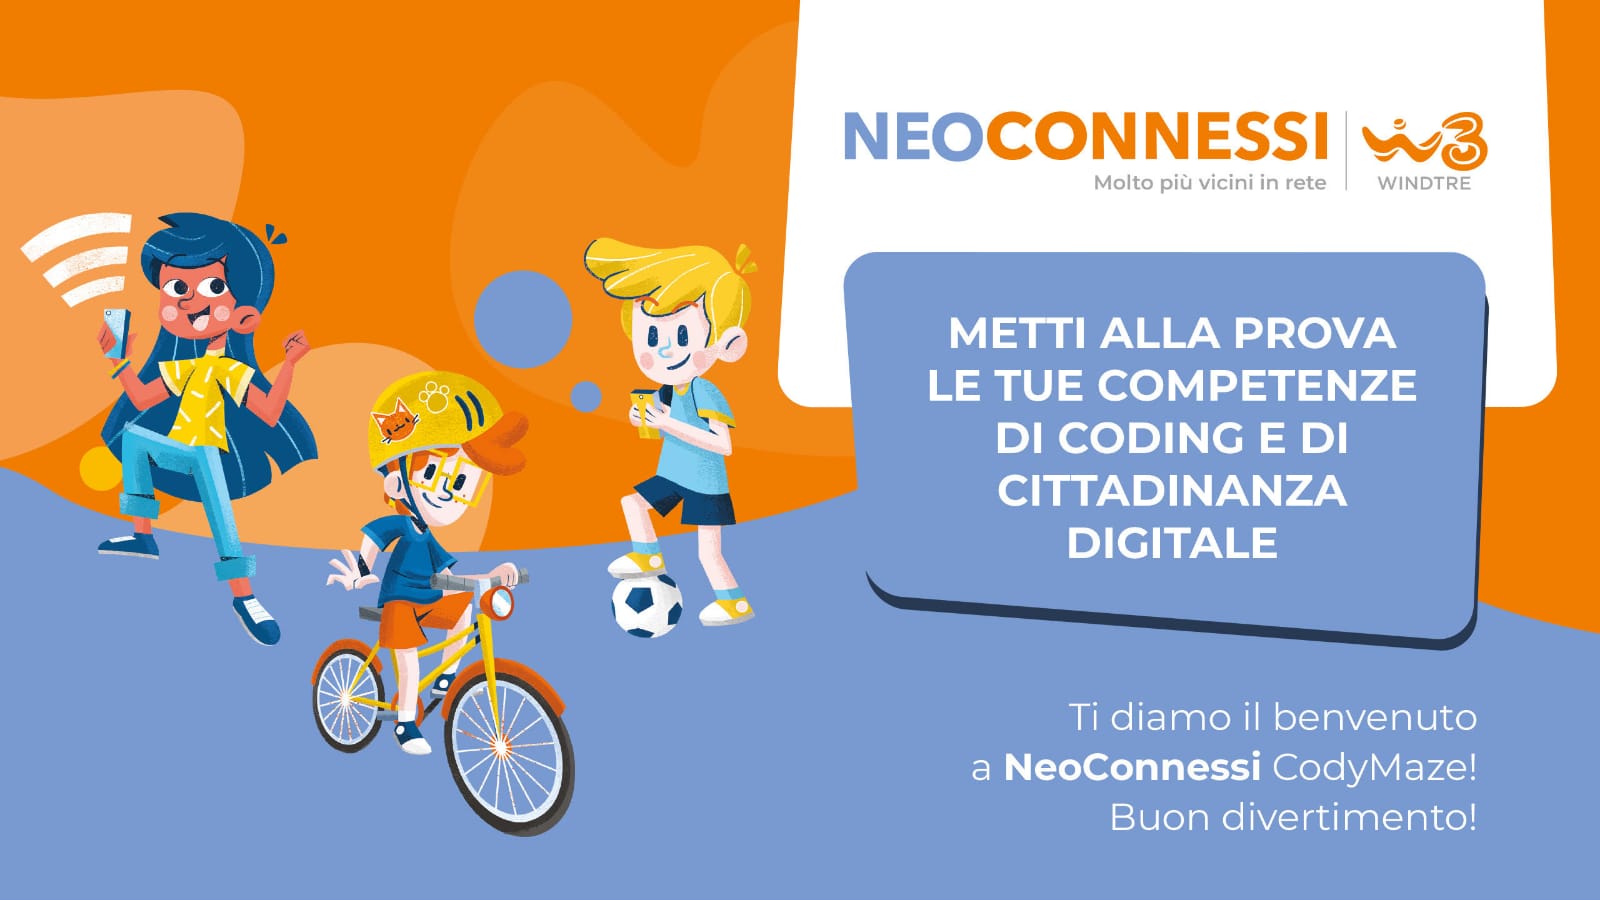 NEOCONNESSI
Molto più vicini in rete
WINDTRE
METTI ALLA PROVA
LE TUE COMPETENZE
DI CODING E DI
CITTADINANZA
DIGITALE
Ti diamo il benvenuto
a NeoConnessi CodyMaze!
Buon divertimento!